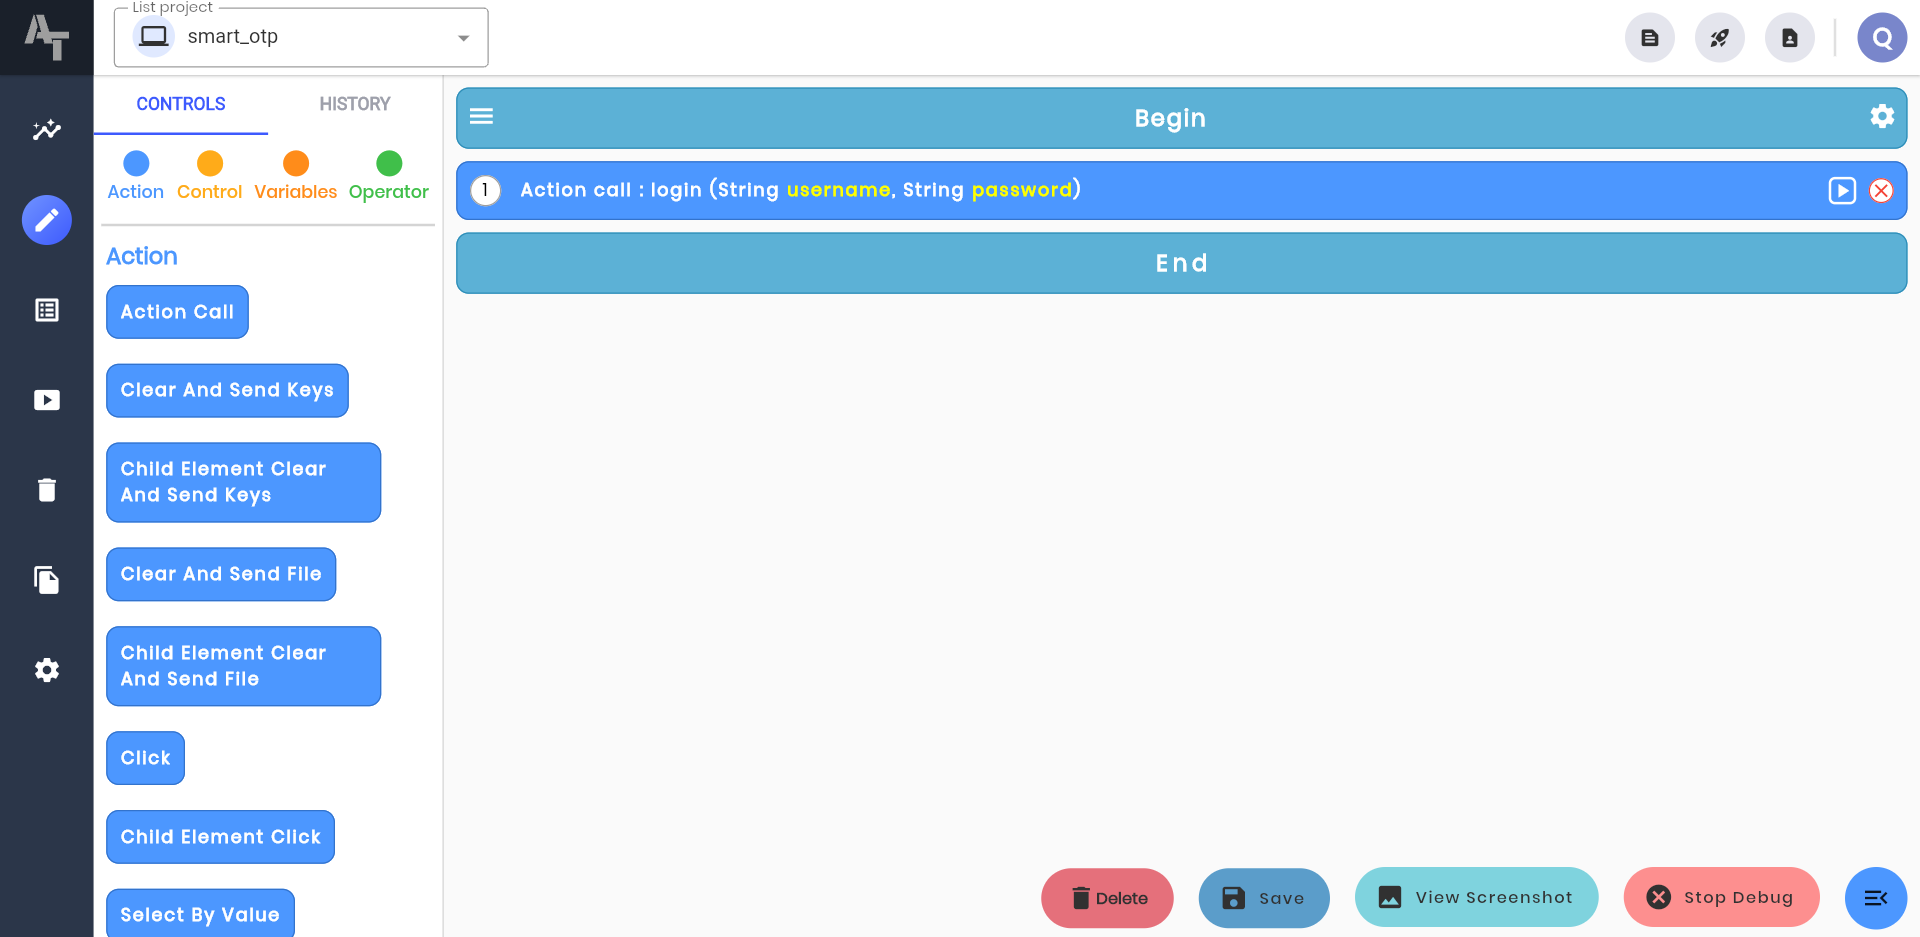 AT
List project
smart_otp
Q
CONTROLS
HISTORY
Action
Control
Variables
Operator
Action
Action Call
Clear And Send Keys
Child Element Clear
And Send Keys
Clear And Send File
Child Element Clear
And Send File
Click
Child Element Click
Select By Value
Begin
1
Action call : login (String username, String password)
End
Delete
Save
View Screenshot
Stop Debug